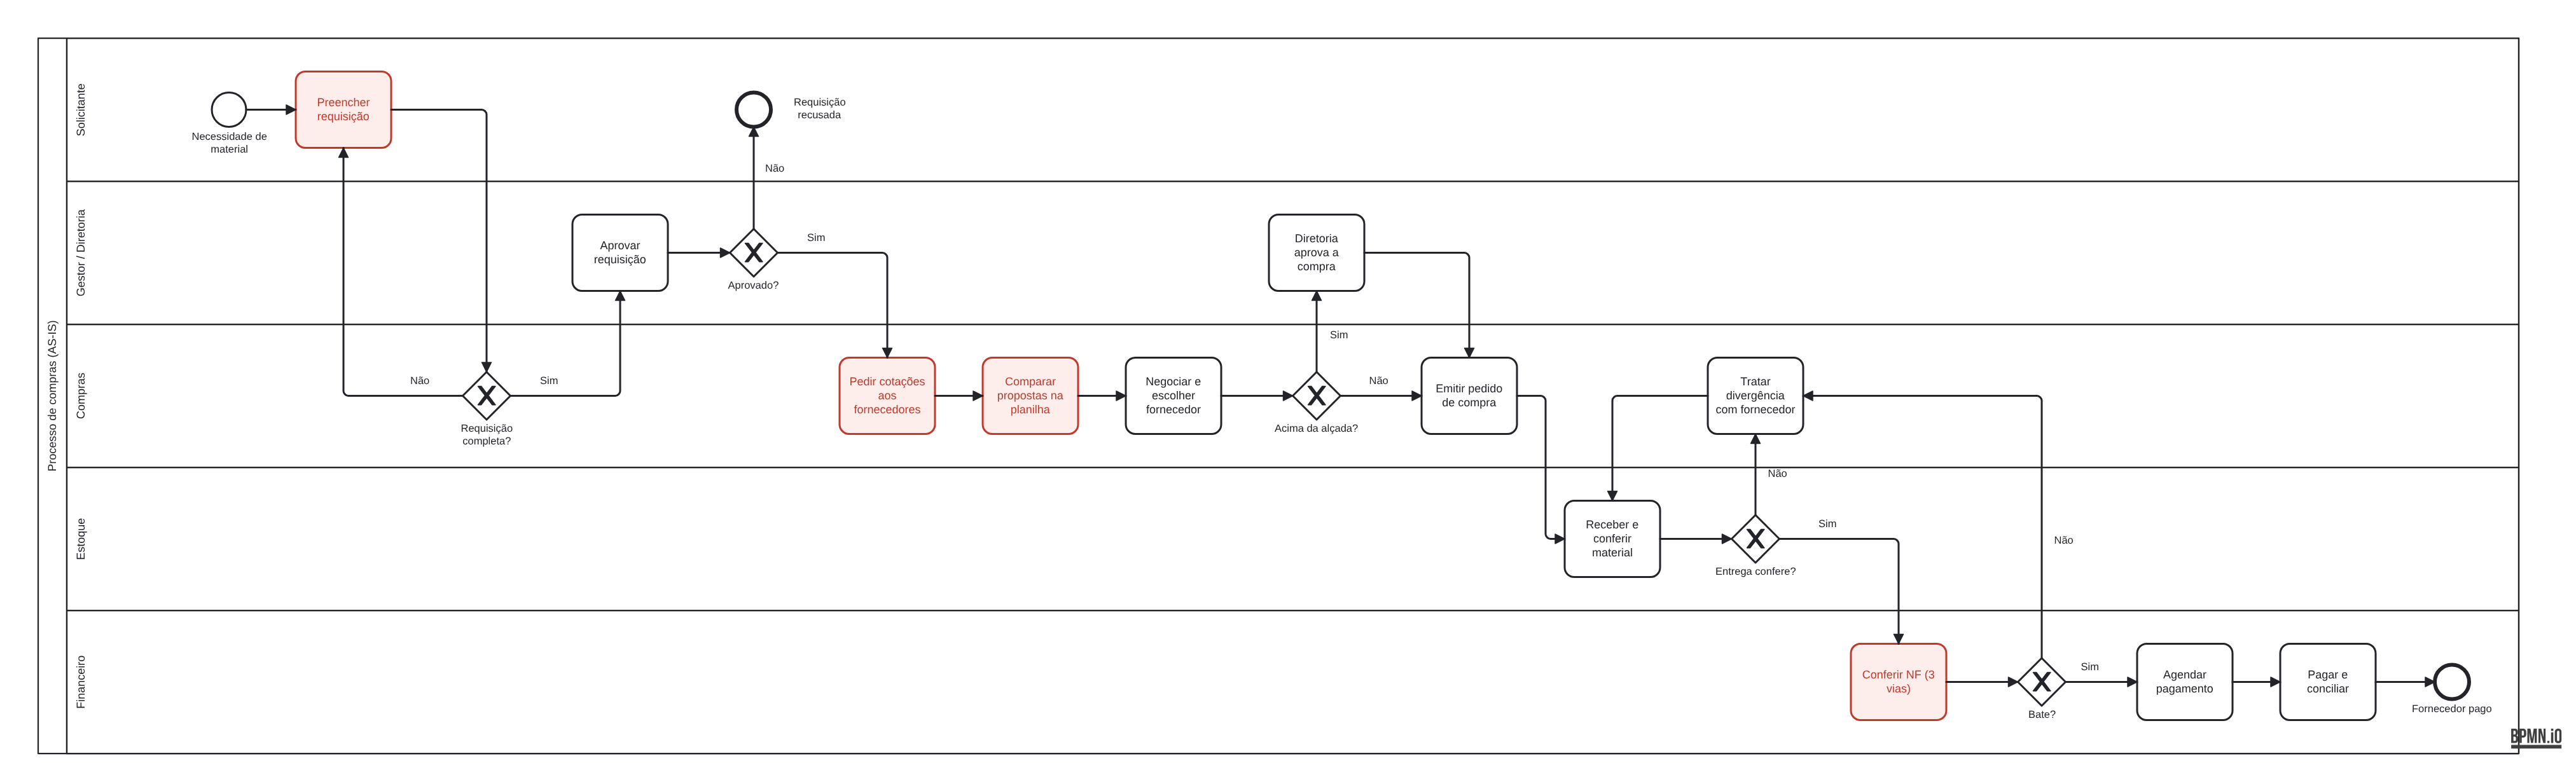 Processo de compras (AS-IS)
Solicitante
Necessidade de
material
Preencher
requisição
Requisição
recusada
Não
Gestor / Diretoria
Aprovar
requisição
Aprovado?
Sim
Diretoria
aprova a
compra
Compras
Não
Requisição
completa?
Sim
Pedir cotações
aos
fornecedores
Comparar
propostas na
planilha
Negociar e
escolher
fornecedor
Sim
Acima da alçada?
Não
Emitir pedido
de compra
Tratar
divergência
com fornecedor
Estoque
Receber e
conferir
material
Não
Entrega confere?
Sim
Não
Financeiro
Conferir NF (3
vias)
Bate?
Sim
Agendar
pagamento
Pagar e
conciliar
Fornecedor pago
BPMN.iO